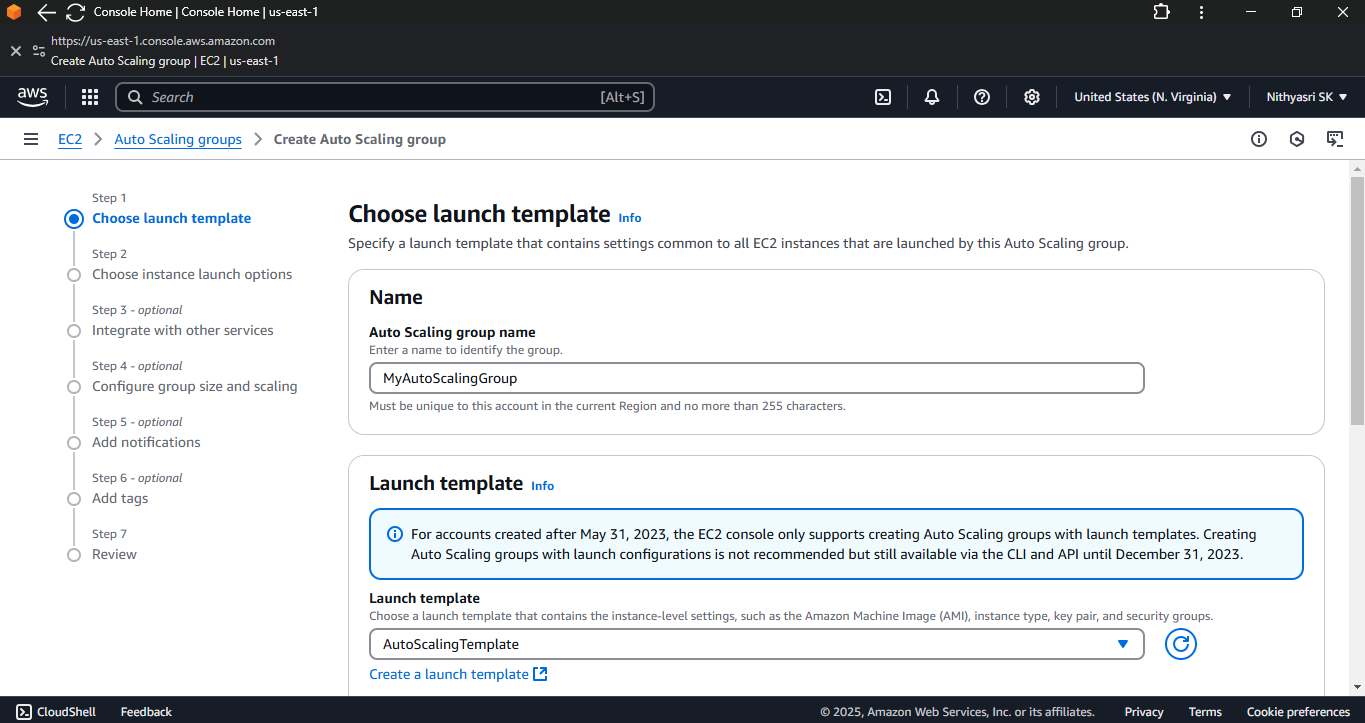 Console Home | Console Home | us-east-1
https://us-east-1.console.aws.amazon.com
Create Auto Scaling group | EC2 | us-east-1
aws
Search
[Alt+S]
United States (N. Virginia)
Nithyasri SK
EC2
Auto Scaling groups
Create Auto Scaling group
Step 1
Choose launch template
Step 2
Choose instance launch options
Step 3 - optional
Integrate with other services
Step 4 - optional
Configure group size and scaling
Step 5 - optional
Add notifications
Step 6 - optional
Add tags
Step 7
Review
Choose launch template Info
Specify a launch template that contains settings common to all EC2 instances that are launched by this Auto Scaling group.
Name
Auto Scaling group name
Enter a name to identify the group.
MyAutoScalingGroup
Must be unique to this account in the current Region and no more than 255 characters.
Launch template Info
For accounts created after May 31, 2023, the EC2 console only supports creating Auto Scaling groups with launch templates. Creating
Auto Scaling groups with launch configurations is not recommended but still available via the CLI and API until December 31, 2023.
Launch template
Choose a launch template that contains the instance-level settings, such as the Amazon Machine Image (AMI), instance type, key pair, and security groups.
AutoScalingTemplate
Create a launch template
CloudShell
Feedback
© 2025, Amazon Web Services, Inc. or its affiliates.
Privacy
Terms
Cookie preferences